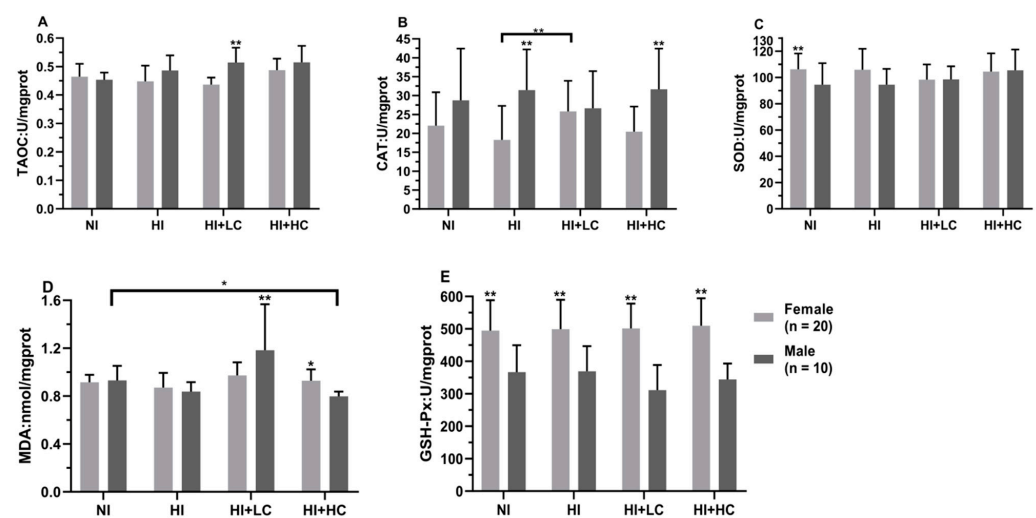 A
TAOC:U/mgprot
0.6
0.5
0.4
0.3
0.2
0.1
0.0
**
NI HI HI+LC HI+HC
B
CAT:U/mgprot
45
40
35
30
25
20
15
10
5
0
**
** **
NI HI HI+LC HI+HC
C
SOD:U/mgprot
130
120
100
80
60
40
20
0
**
NI HI HI+LC HI+HC
D
MDA:nmol/mgprot
1.6
1.2
0.8
0.4
0.0
*
**
*
NI HI HI+LC HI+HC
E
GSH-Px:U/mgprot
600
500
400
300
200
100
0
** ** ** **
NI HI HI+LC HI+HC
Female
(n = 20)
Male
(n = 10)